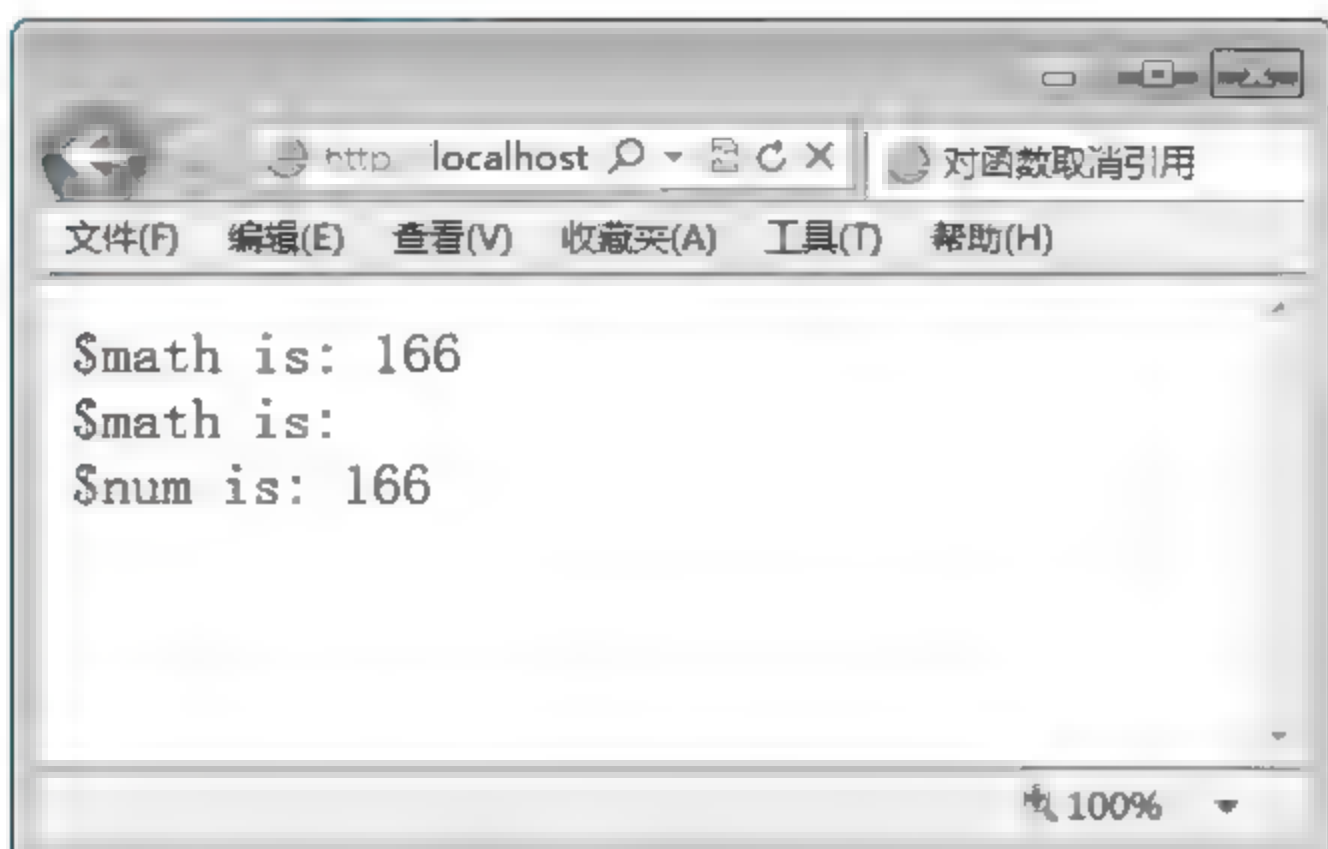 http localhost
对函数取消引用
文件(F) 编辑(E) 查看(V) 收藏夹(A) 工具(T) 帮助(H)
$math is: 166
$math is:
$num is: 166
100%